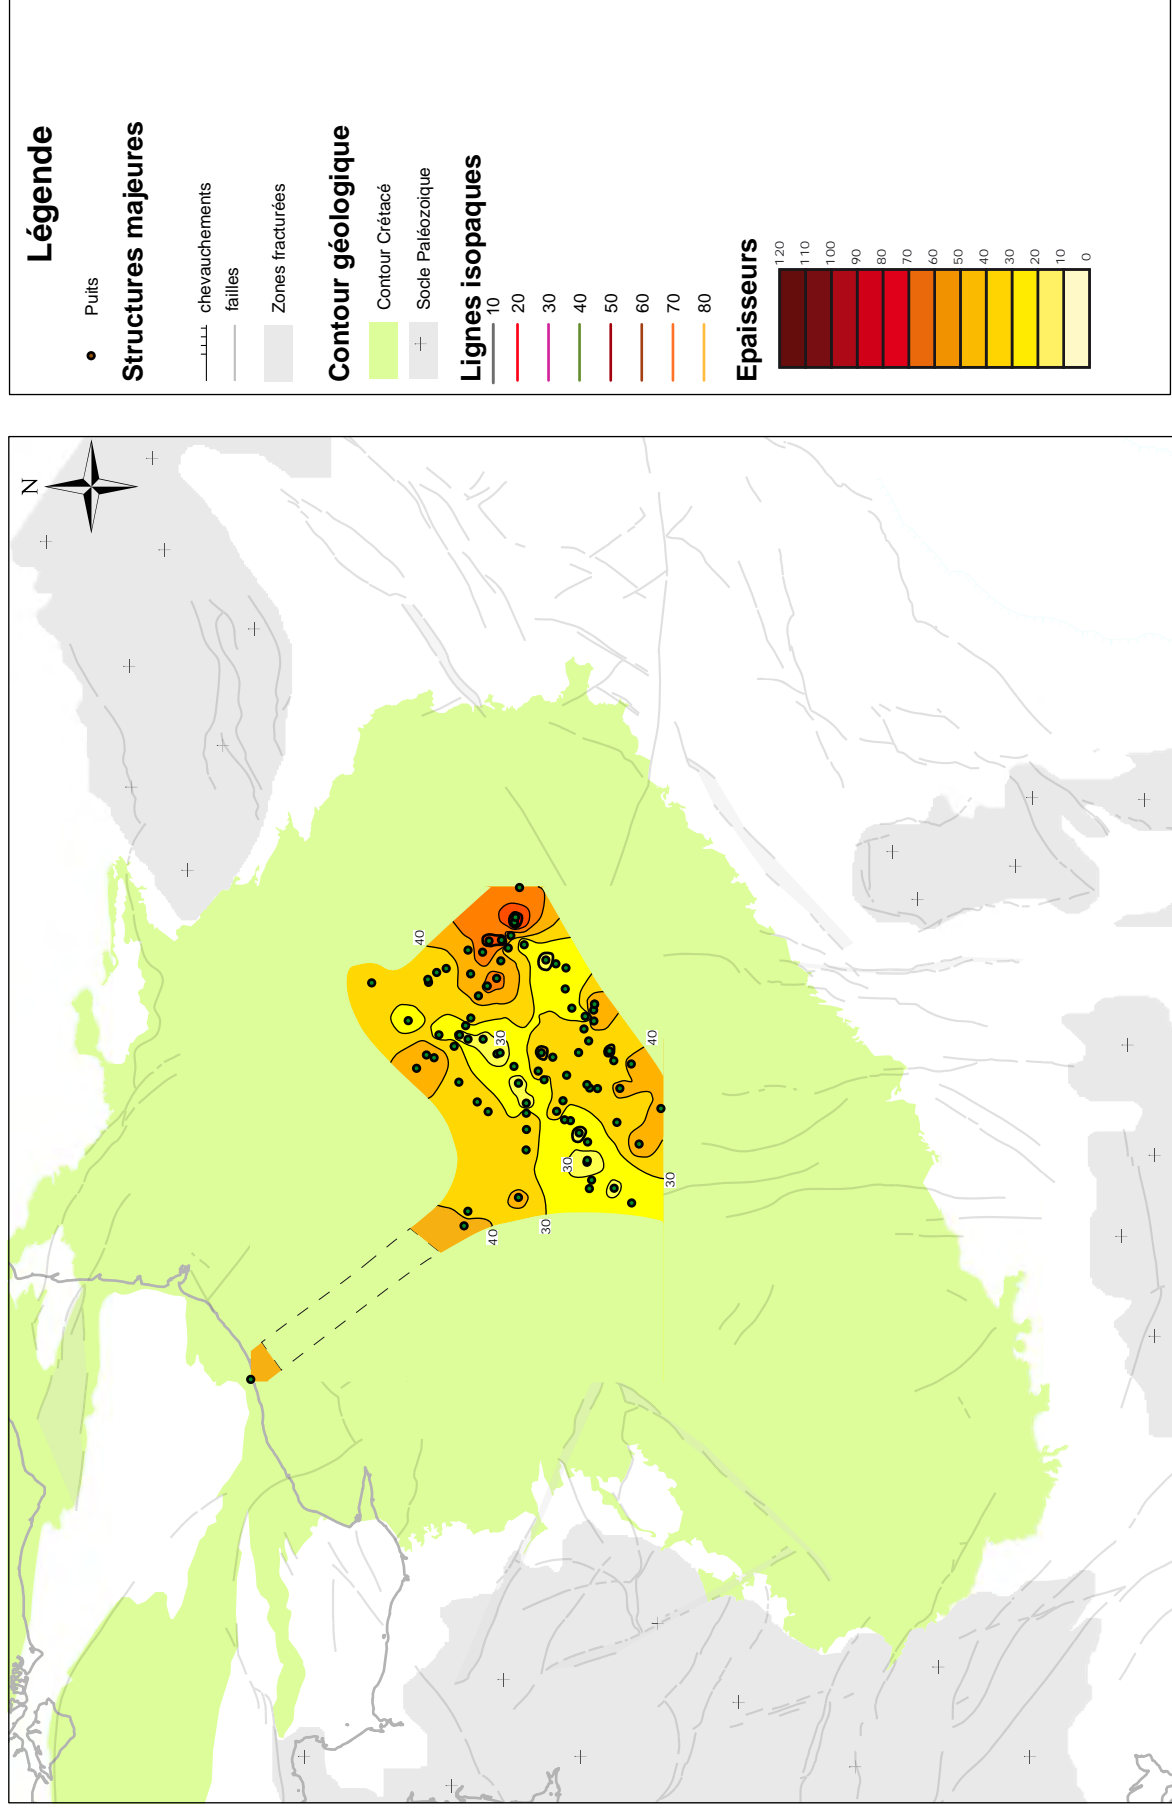 Légende
Puits
Structures majeures
chevauchements
failles
Zones fracturées
Contour géologique
Contour Crétacé
Socle Paléozoique
Lignes isopaques
10
20
30
40
50
60
70
80
Epaisseurs
120
110
100
90
80
70
60
50
40
30
20
10
0
N
40
30
40
30
30
40
30